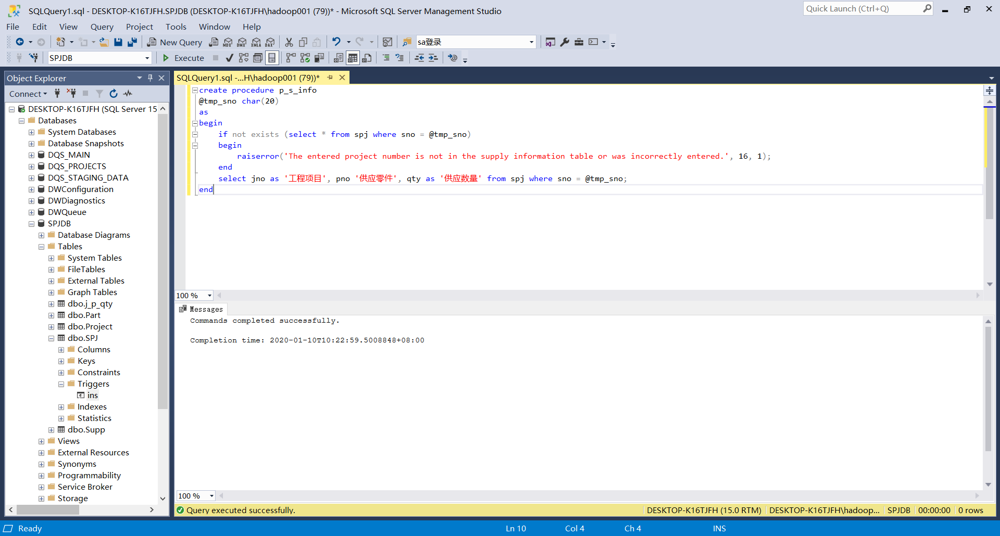 SQLQuery1.sql - DESKTOP-K16TJFH.SPJDB (DESKTOP-K16TJFH\hadoop001 (79))* - Microsoft SQL Server Management Studio
Quick Launch (Ctrl+Q)
File Edit View Query Project Tools Window Help
New Query MDX DMX XMLA DAX sa登录
SPJDB Execute
Object Explorer
SQLQuery1.sql -...H\hadoop001 (79))*
Connect
DESKTOP-K16TJFH (SQL Server 15
Databases
System Databases
Database Snapshots
DQS_MAIN
DQS_PROJECTS
DQS_STAGING_DATA
DWConfiguration
DWDiagnostics
DWQueue
SPJDB
Database Diagrams
Tables
System Tables
FileTables
External Tables
Graph Tables
dbo.j_p_qty
dbo.Part
dbo.Project
dbo.SPJ
Columns
Keys
Constraints
Triggers
ins
Indexes
Statistics
dbo.Supp
Views
External Resources
Synonyms
Programmability
Service Broker
Storage
create procedure p_s_info
@tmp_sno char(20)
as
begin
if not exists (select * from spj where sno = @tmp_sno)
begin
raiserror('The entered project number is not in the supply information table or was incorrectly entered.', 16, 1);
end
select jno as '工程项目', pno '供应零件', qty as '供应数量' from spj where sno = @tmp_sno;
end
100 %
Messages
Commands completed successfully.
Completion time: 2020-01-10T10:22:59.5008848+08:00
100 %
Query executed successfully. DESKTOP-K16TJFH (15.0 RTM) DESKTOP-K16TJFH\hadoop... SPJDB 00:00:00 0 rows
Ready Ln 10 Col 4 Ch 4 INS